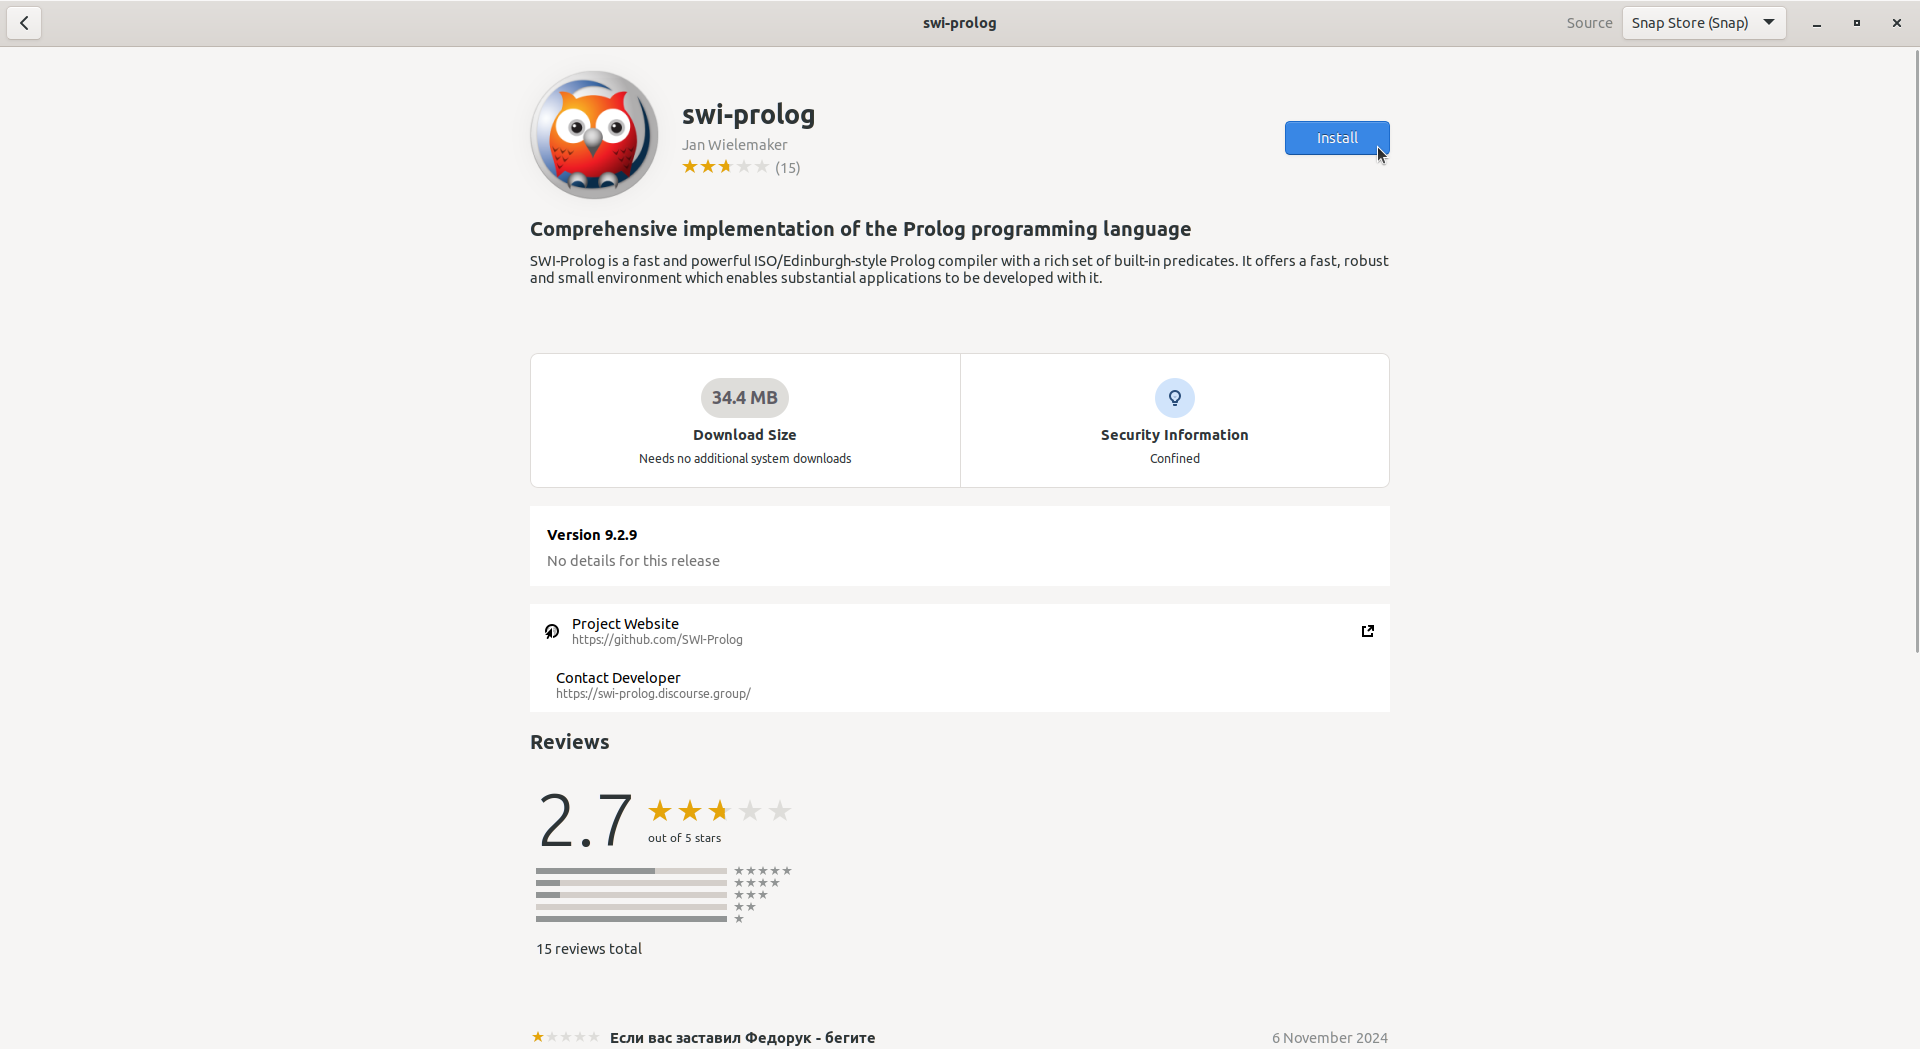 swi-prolog
Source
Snap Store (Snap)
swi-prolog
Jan Wielemaker
(15)
Install
Comprehensive implementation of the Prolog programming language
SWI-Prolog is a fast and powerful ISO/Edinburgh-style Prolog compiler with a rich set of built-in predicates. It offers a fast, robust
and small environment which enables substantial applications to be developed with it.
34.4 MB
Download Size
Needs no additional system downloads
Security Information
Confined
Version 9.2.9
No details for this release
Project Website
https://github.com/SWI-Prolog
Contact Developer
https://swi-prolog.discourse.group/
Reviews
2.7
out of 5 stars
15 reviews total
Если вас заставил Федорук - бегите
6 November 2024